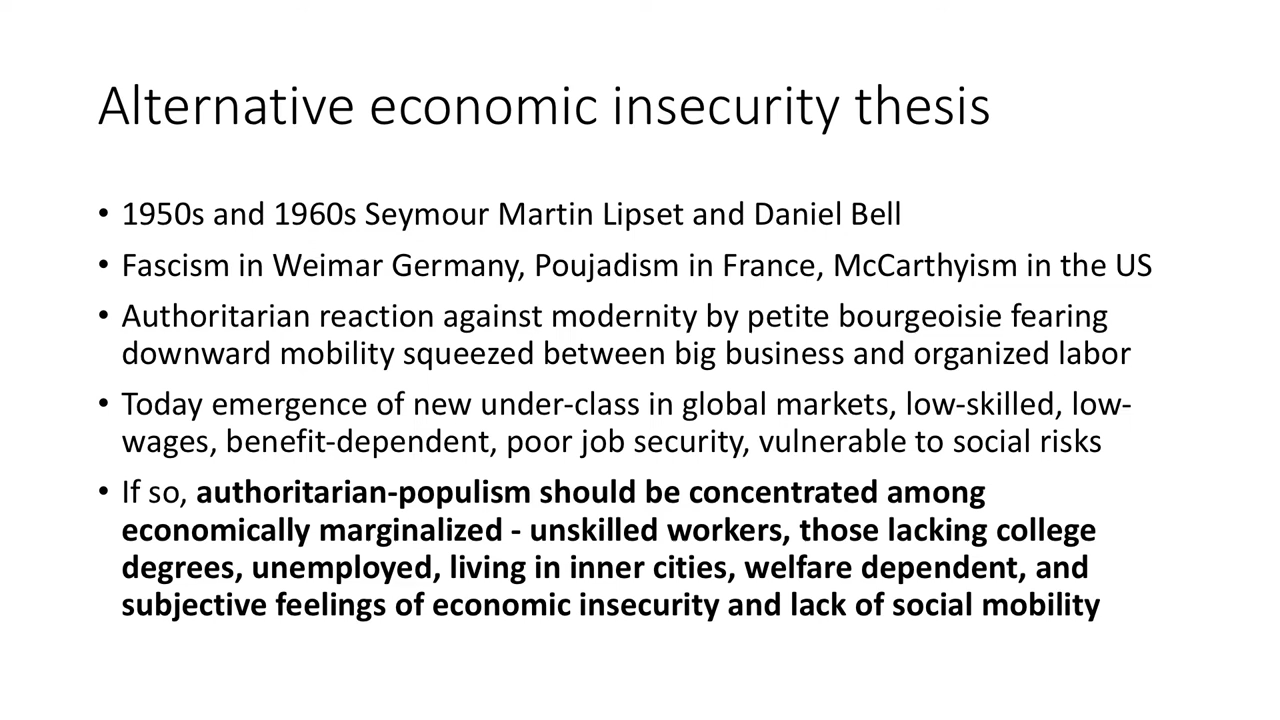 Alternative economic insecurity thesis
• 1950s and 1960s Seymour Martin Lipset and Daniel Bell
• Fascism in Weimar Germany, Poujadism in France, McCarthyism in the US
• Authoritarian reaction against modernity by petite bourgeoisie fearing
downward mobility squeezed between big business and organized labor
• Today emergence of new under-class in global markets, low-skilled, low-
wages, benefit-dependent, poor job security, vulnerable to social risks
• If so, authoritarian-populism should be concentrated among
economically marginalized - unskilled workers, those lacking college
degrees, unemployed, living in inner cities, welfare dependent, and
subjective feelings of economic insecurity and lack of social mobility